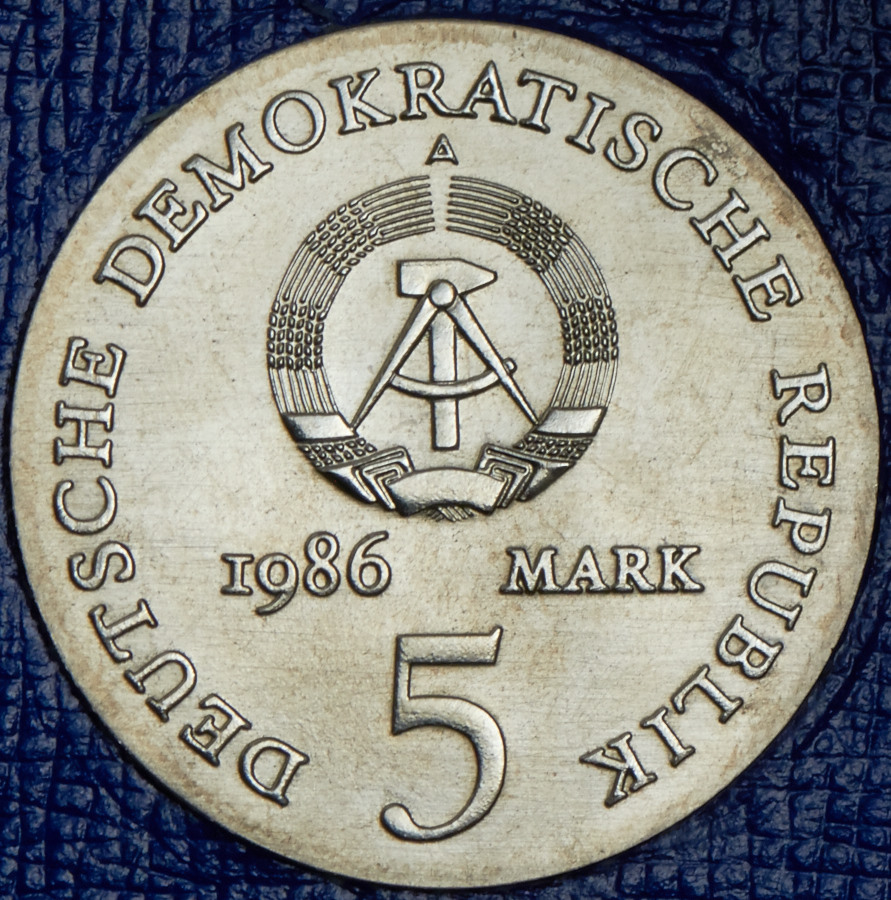 DEUTSCHE DEMOKRATISCHE REPUBLIK
A
1986 MARK
5